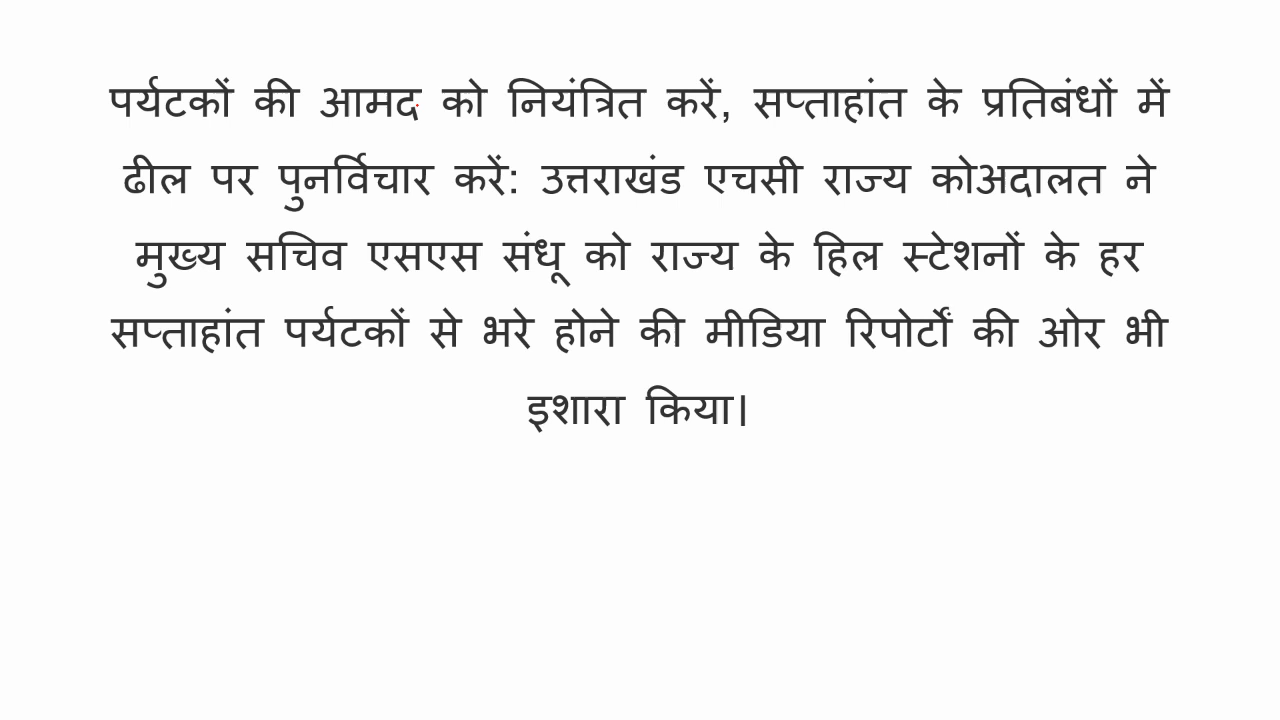 पर्यटकों की आमद को नियंत्रित करें, सप्ताहांत के प्रतिबंधों में
ढील पर पुनर्विचार करें: उत्तराखंड एचसी राज्य कोअदालत ने
मुख्य सचिव एसएस संधू को राज्य के हिल स्टेशनों के हर
सप्ताहांत पर्यटकों से भरे होने की मीडिया रिपोर्टों की ओर भी
इशारा किया।